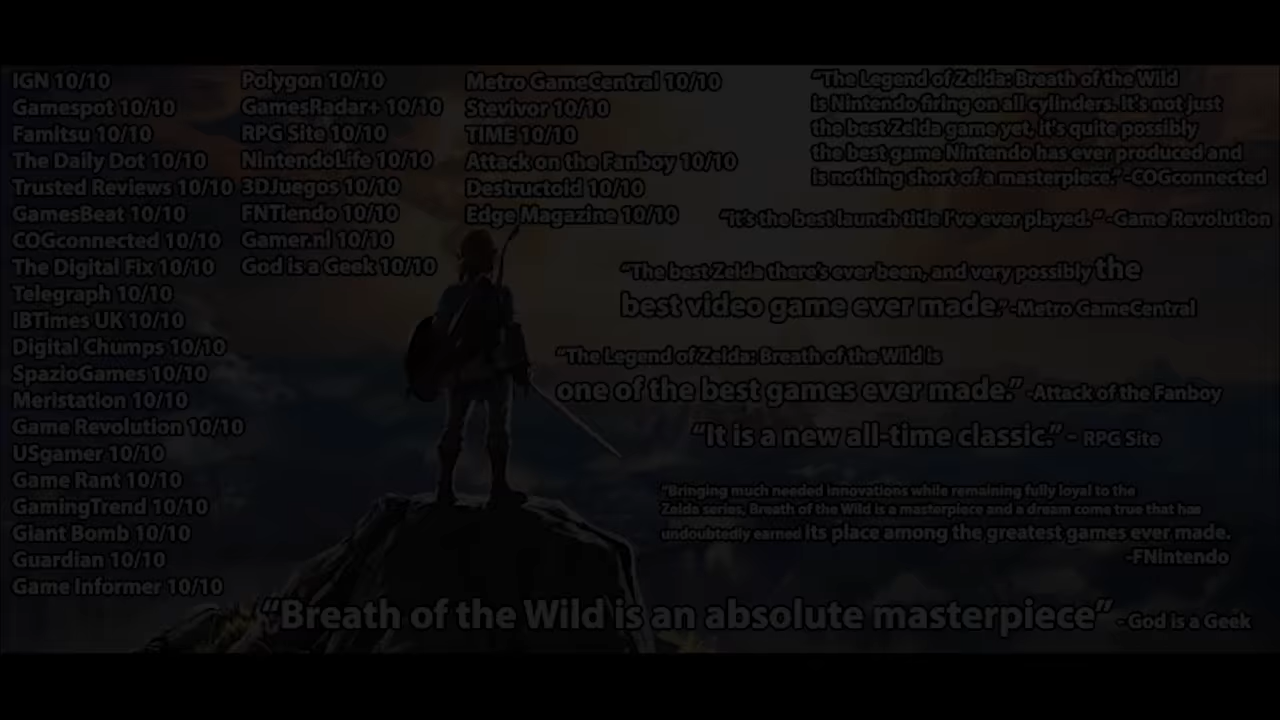 IGN 10/10
Gamespot 10/10
Famitsu 10/10
The Daily Dot 10/10
Trusted Reviews 10/10
GamesBeat 10/10
COGconnected 10/10
The Digital Fix 10/10
Telegraph 10/10
IBTimes UK 10/10
Digital Chumps 10/10
SpazioGames 10/10
Meristation 10/10
Game Revolution 10/10
USgamer 10/10
Game Rant 10/10
GamingTrend 10/10
Giant Bomb 10/10
Guardian 10/10
Game Informer 10/10
Polygon 10/10
GamesRadar+ 10/10
RPG Site 10/10
NintendoLife 10/10
3DJuegos 10/10
FNTiendo 10/10
Gamer.nl 10/10
God is a Geek 10/10
Metro GameCentral 10/10
Stevivor 10/10
TIME 10/10
Attack on the Fanboy 10/10
Destructoid 10/10
Edge Magazine 10/10
“The Legend of Zelda: Breath of the Wild
is Nintendo firing on all cylinders. It's not just
the best Zelda game yet, it's quite possibly
the best game Nintendo has ever produced and
is nothing short of a masterpiece.” -COGconnected
“It's the best launch title I've ever played. “ -Game Revolution
“The best Zelda there's ever been, and very possibly the
best video game ever made.” -Metro GameCentral
“The Legend of Zelda: Breath of the Wild is
one of the best games ever made.” -Attack of the Fanboy
“It is a new all-time classic.” - RPG Site
“Bringing much needed innovations while remaining fully loyal to the
Zelda series, Breath of the Wild is a masterpiece and a dream come true that has
undoubtedly earned its place among the greatest games ever made.
-FNintendo
“Breath of the Wild is an absolute masterpiece” - God is a Geek